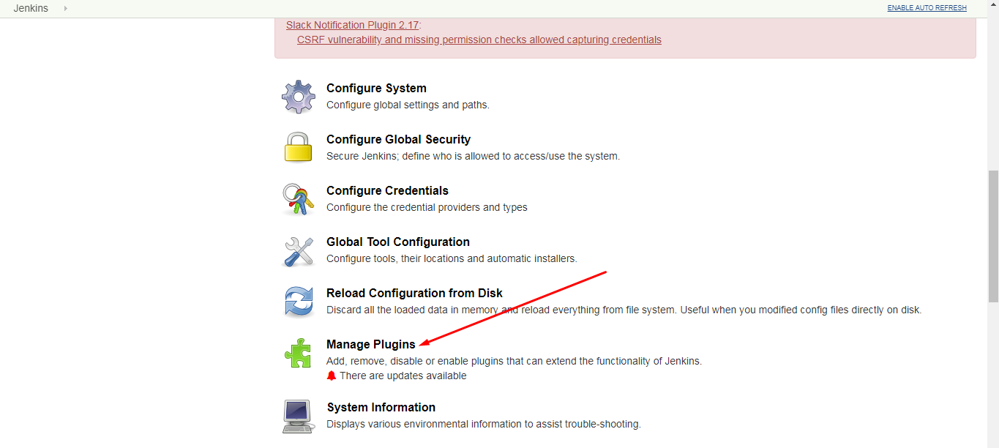 Jenkins
ENABLE AUTO REFRESH
Slack Notification Plugin 2.17:
CSRF vulnerability and missing permission checks allowed capturing credentials
Configure System
Configure global settings and paths.
Configure Global Security
Secure Jenkins; define who is allowed to access/use the system.
Configure Credentials
Configure the credential providers and types
Global Tool Configuration
Configure tools, their locations and automatic installers.
Reload Configuration from Disk
Discard all the loaded data in memory and reload everything from file system. Useful when you modified config files directly on disk.
Manage Plugins
Add, remove, disable or enable plugins that can extend the functionality of Jenkins.
There are updates available
System Information
Displays various environmental information to assist trouble-shooting.